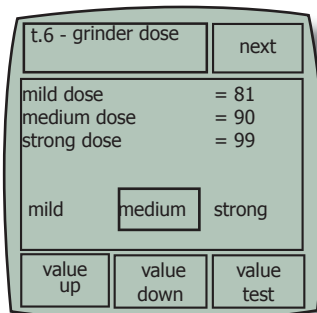 t.6 - grinder dose
next
mild dose = 81
medium dose = 90
strong dose = 99
mild medium strong
value up
value down
value test